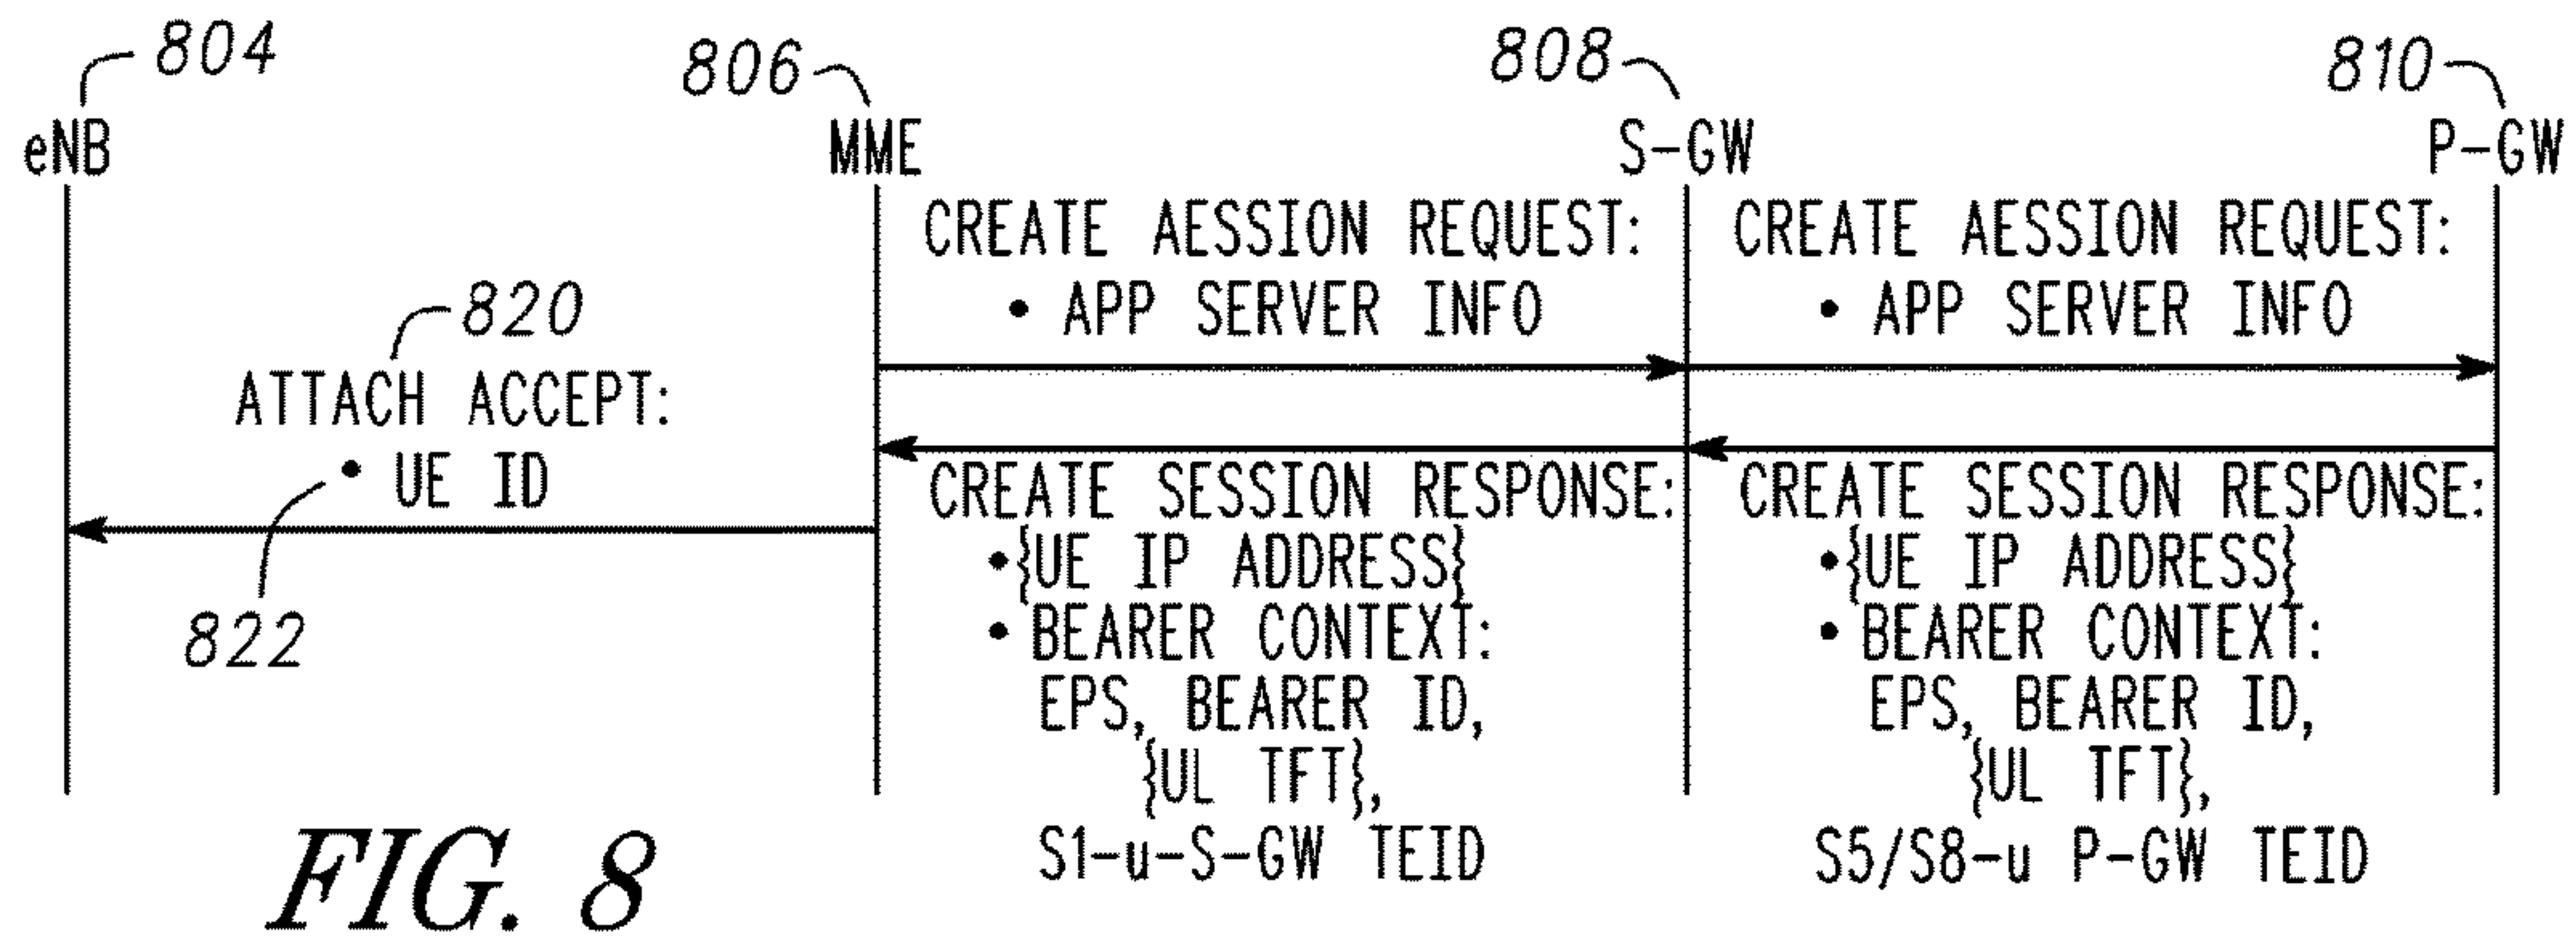 804
806
808
810
eNB
MME
S-GW
P-GW
CREATE AESSION REQUEST:
• APP SERVER INFO
CREATE AESSION REQUEST:
• APP SERVER INFO
820
ATTACH ACCEPT:
• UE ID
822
CREATE SESSION RESPONSE:
• {UE IP ADDRESS}
• BEARER CONTEXT:
EPS, BEARER ID,
{UL TFT},
S1-u-S-GW TEID
CREATE SESSION RESPONSE:
• {UE IP ADDRESS}
• BEARER CONTEXT:
EPS, BEARER ID,
{UL TFT},
S5/S8-u P-GW TEID
FIG. 8